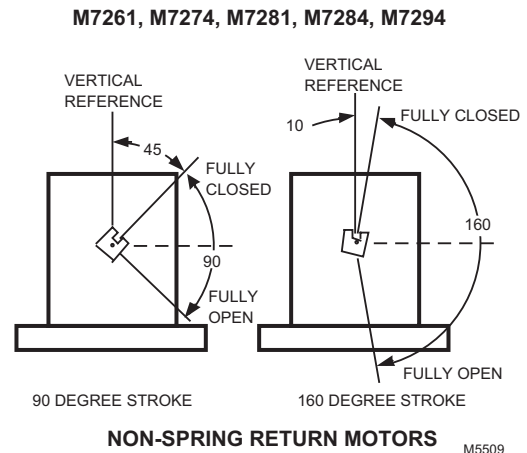 M7261, M7274, M7281, M7284, M7294
VERTICAL
REFERENCE
45
FULLY
CLOSED
90
FULLY
OPEN
90 DEGREE STROKE
VERTICAL
REFERENCE
10
FULLY CLOSED
160
FULLY OPEN
160 DEGREE STROKE
NON-SPRING RETURN MOTORS
M5509